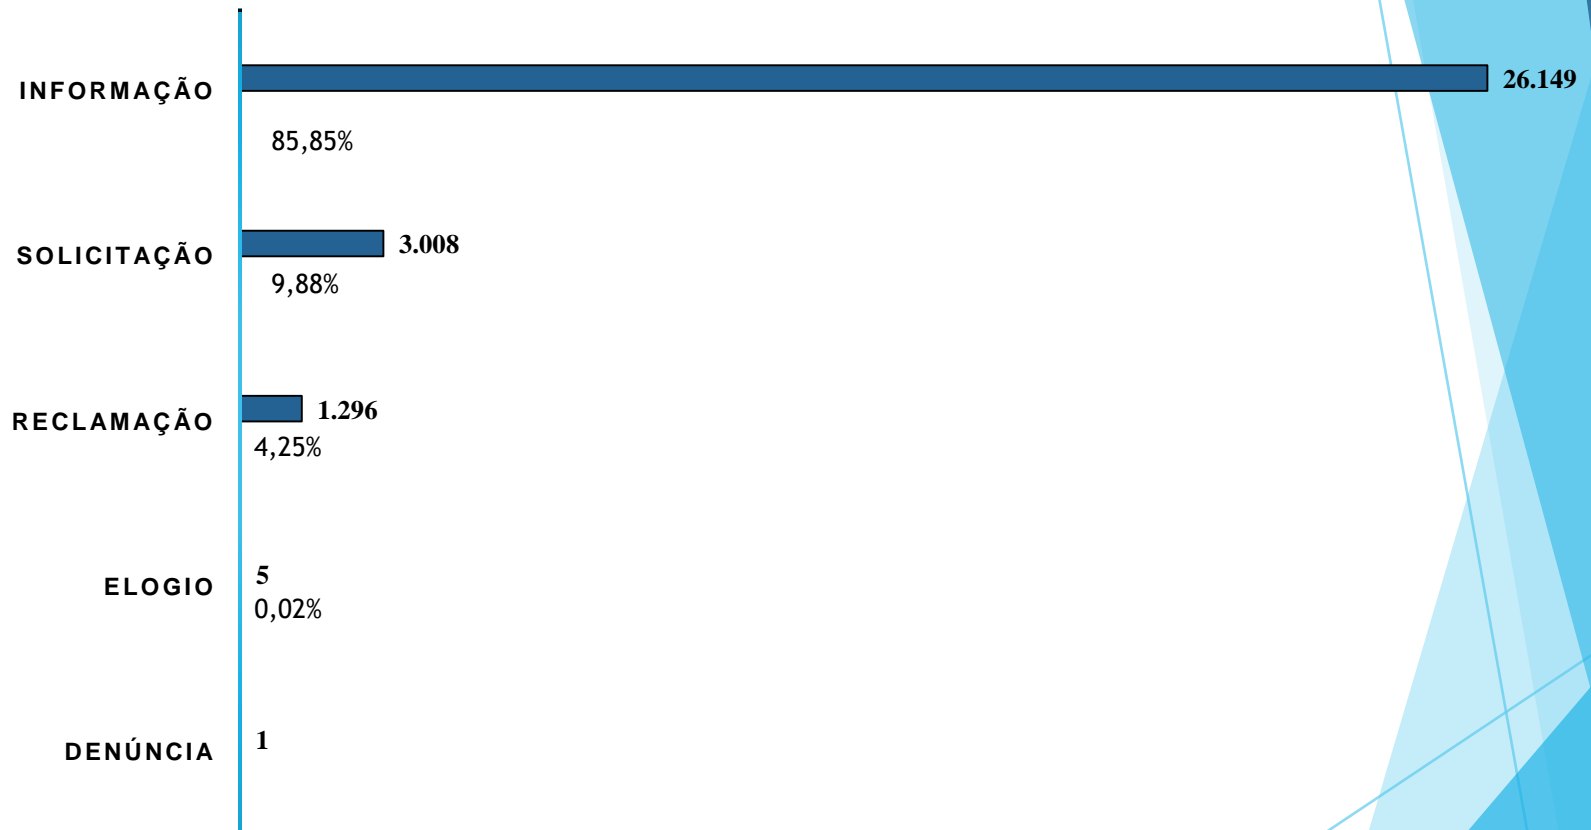 INFORMAÇÃO
26.149
85,85%
SOLICITAÇÃO
3.008
9,88%
RECLAMAÇÃO
1.296
4,25%
ELOGIO
5
0,02%
DENÚNCIA
1